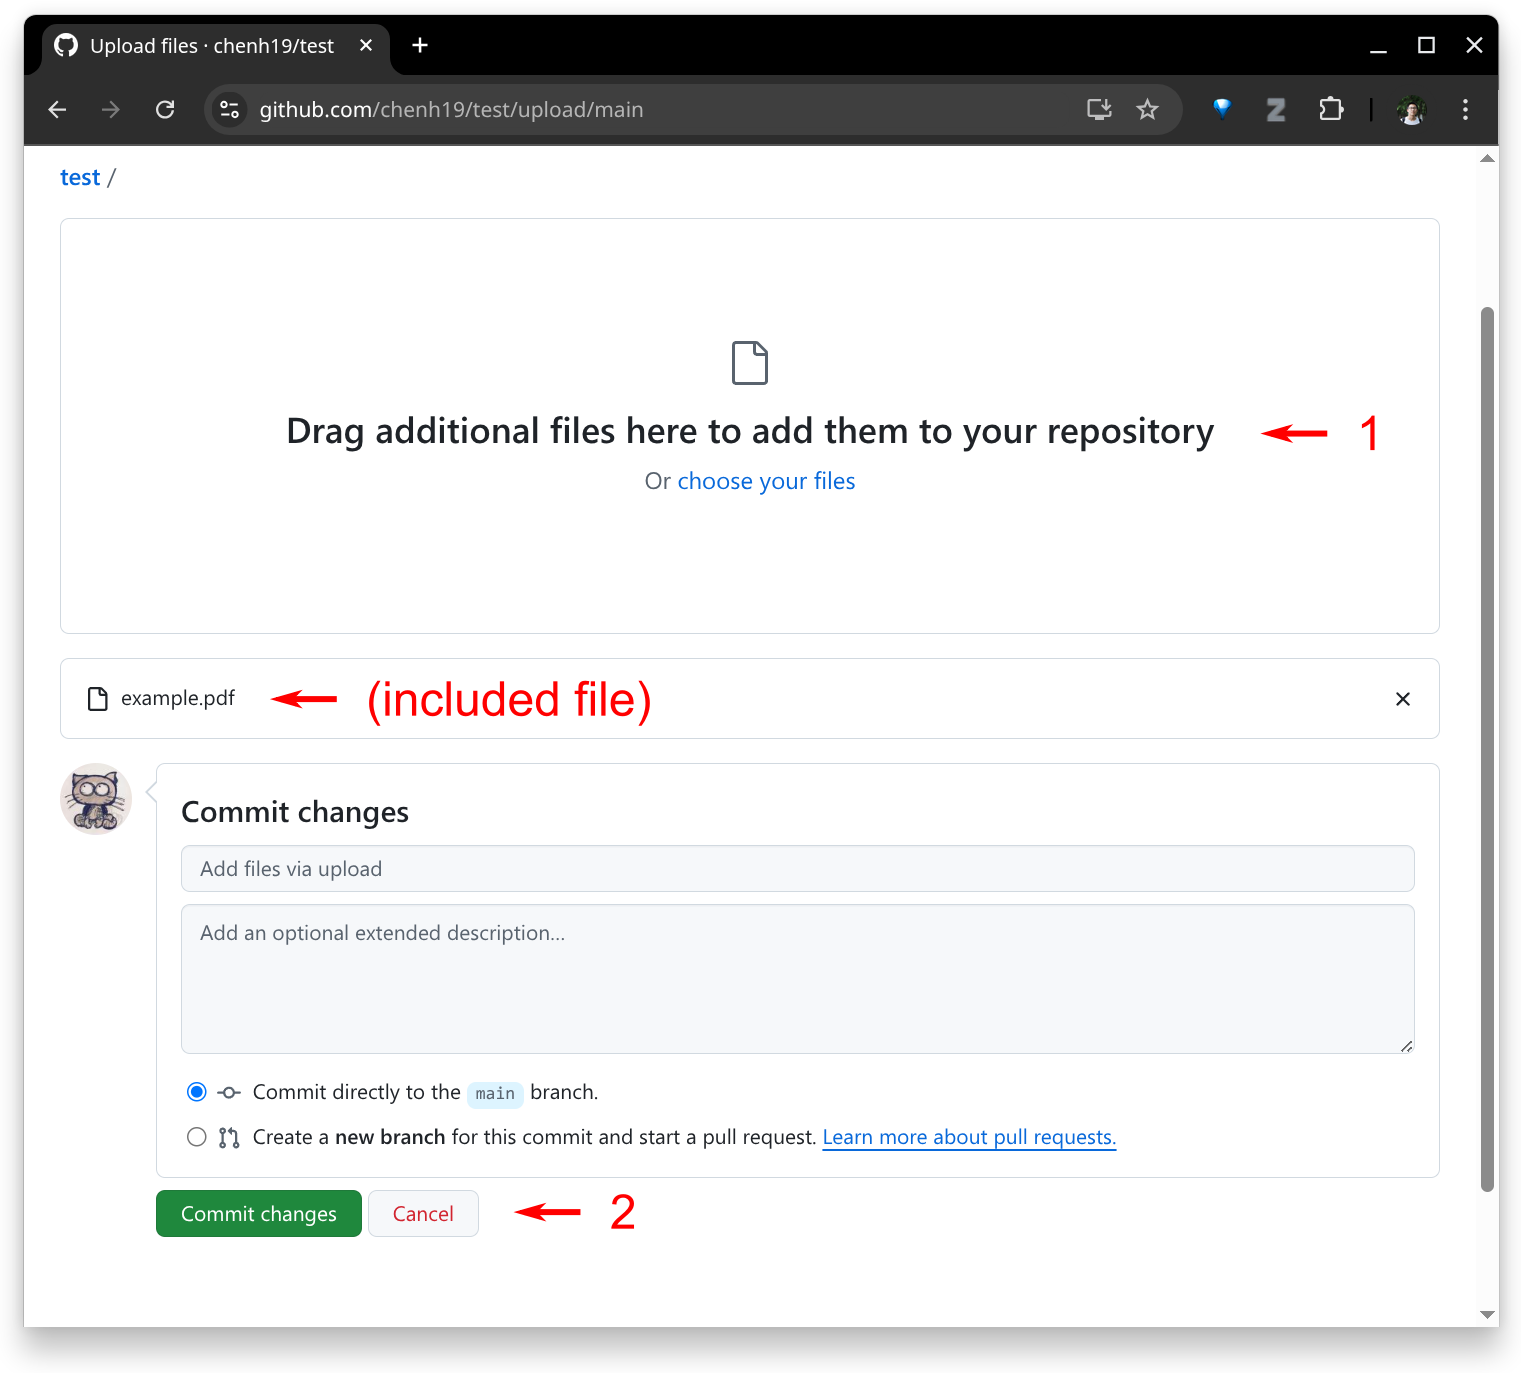 Upload files · chenh19/test
github.com/chenh19/test/upload/main
test /
Drag additional files here to add them to your repository
1
Or choose your files
example.pdf
(included file)
Commit changes
Add files via upload
Add an optional extended description...
Commit directly to the main branch.
Create a new branch for this commit and start a pull request. Learn more about pull requests.
Commit changes
Cancel
2